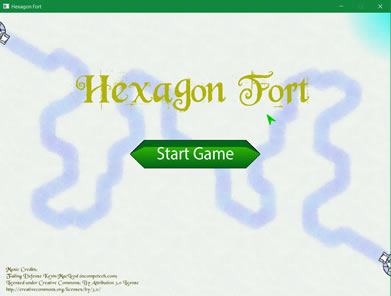 Hexagon Fort
Hexagon Fort
Start Game
Music Credits:
Failing Defense Kevin MacLeod (incompetech.com)
Licensed under Creative Commons: By Attribution 3.0 License
http://creativecommons.org/licenses/by/3.0/